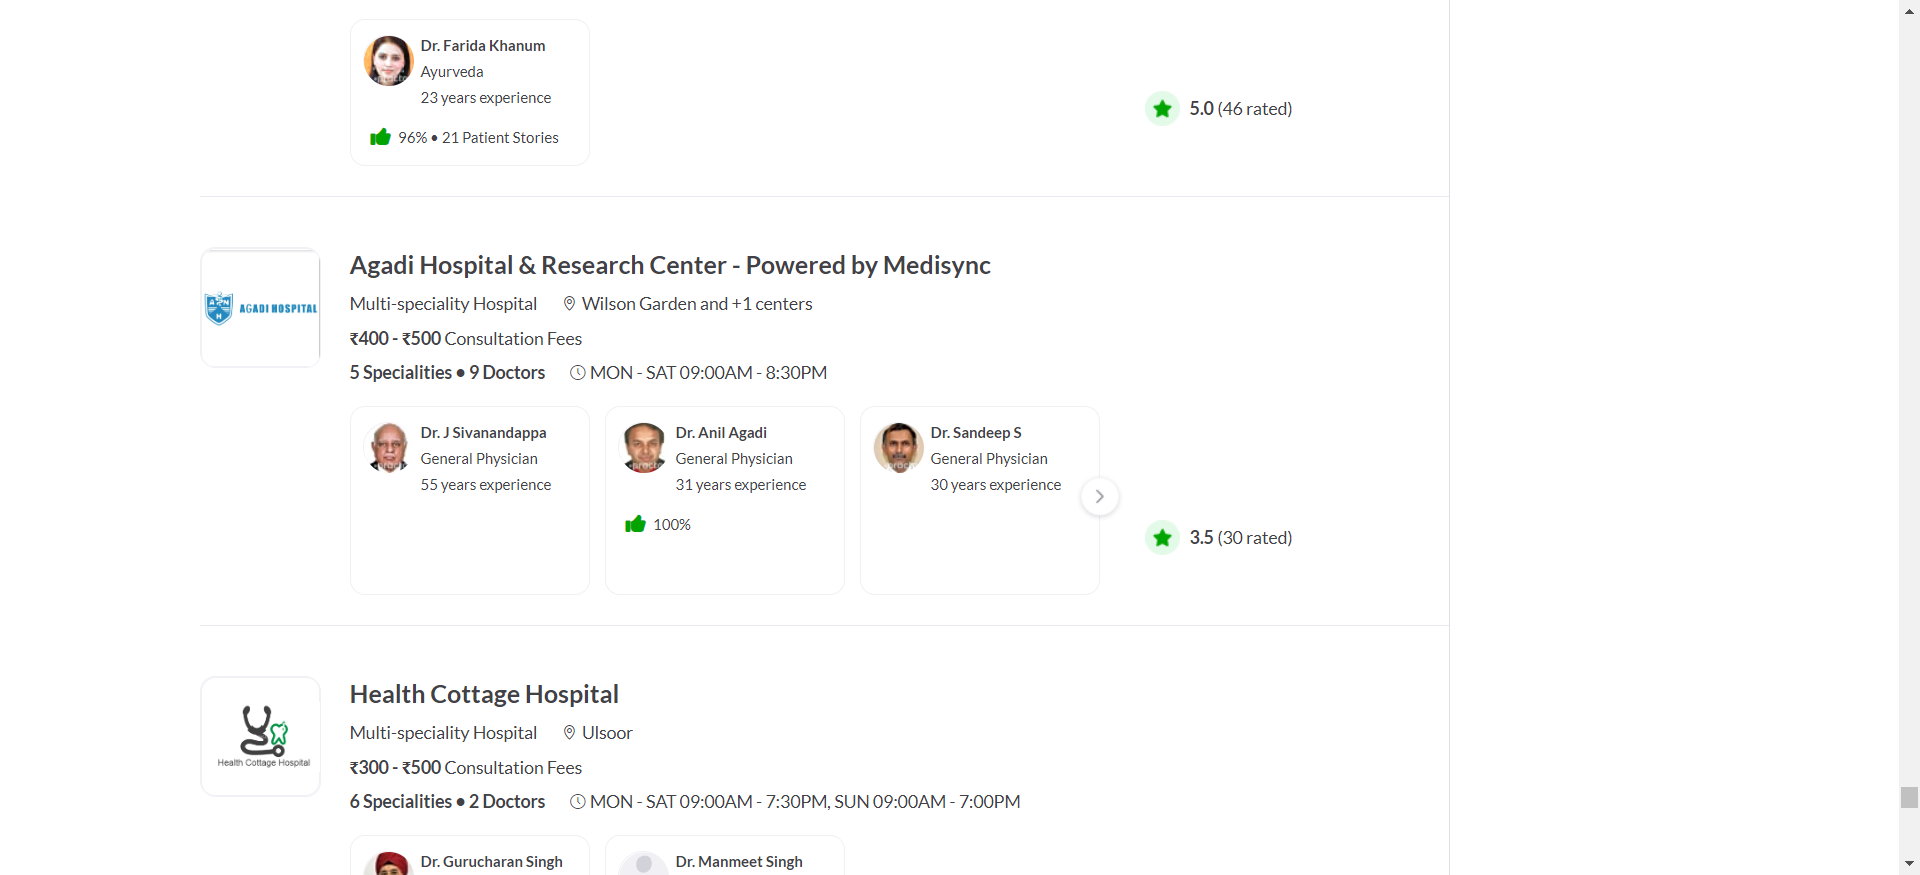 Dr. Farida Khanum
Ayurveda
23 years experience
96% • 21 Patient Stories
5.0 (46 rated)
AGADI HOSPITAL
Agadi Hospital & Research Center - Powered by Medisync
Multi-speciality Hospital Wilson Garden and +1 centers
₹400 - ₹500 Consultation Fees
5 Specialities • 9 Doctors MON - SAT 09:00AM - 8:30PM
Dr. J Sivanandappa
General Physician
55 years experience
Dr. Anil Agadi
General Physician
31 years experience
100%
Dr. Sandeep S
General Physician
30 years experience
3.5 (30 rated)
Health Cottage Hospital
Health Cottage Hospital
Multi-speciality Hospital Ulsoor
₹300 - ₹500 Consultation Fees
6 Specialities • 2 Doctors MON - SAT 09:00AM - 7:30PM, SUN 09:00AM - 7:00PM
Dr. Gurucharan Singh
Dr. Manmeet Singh